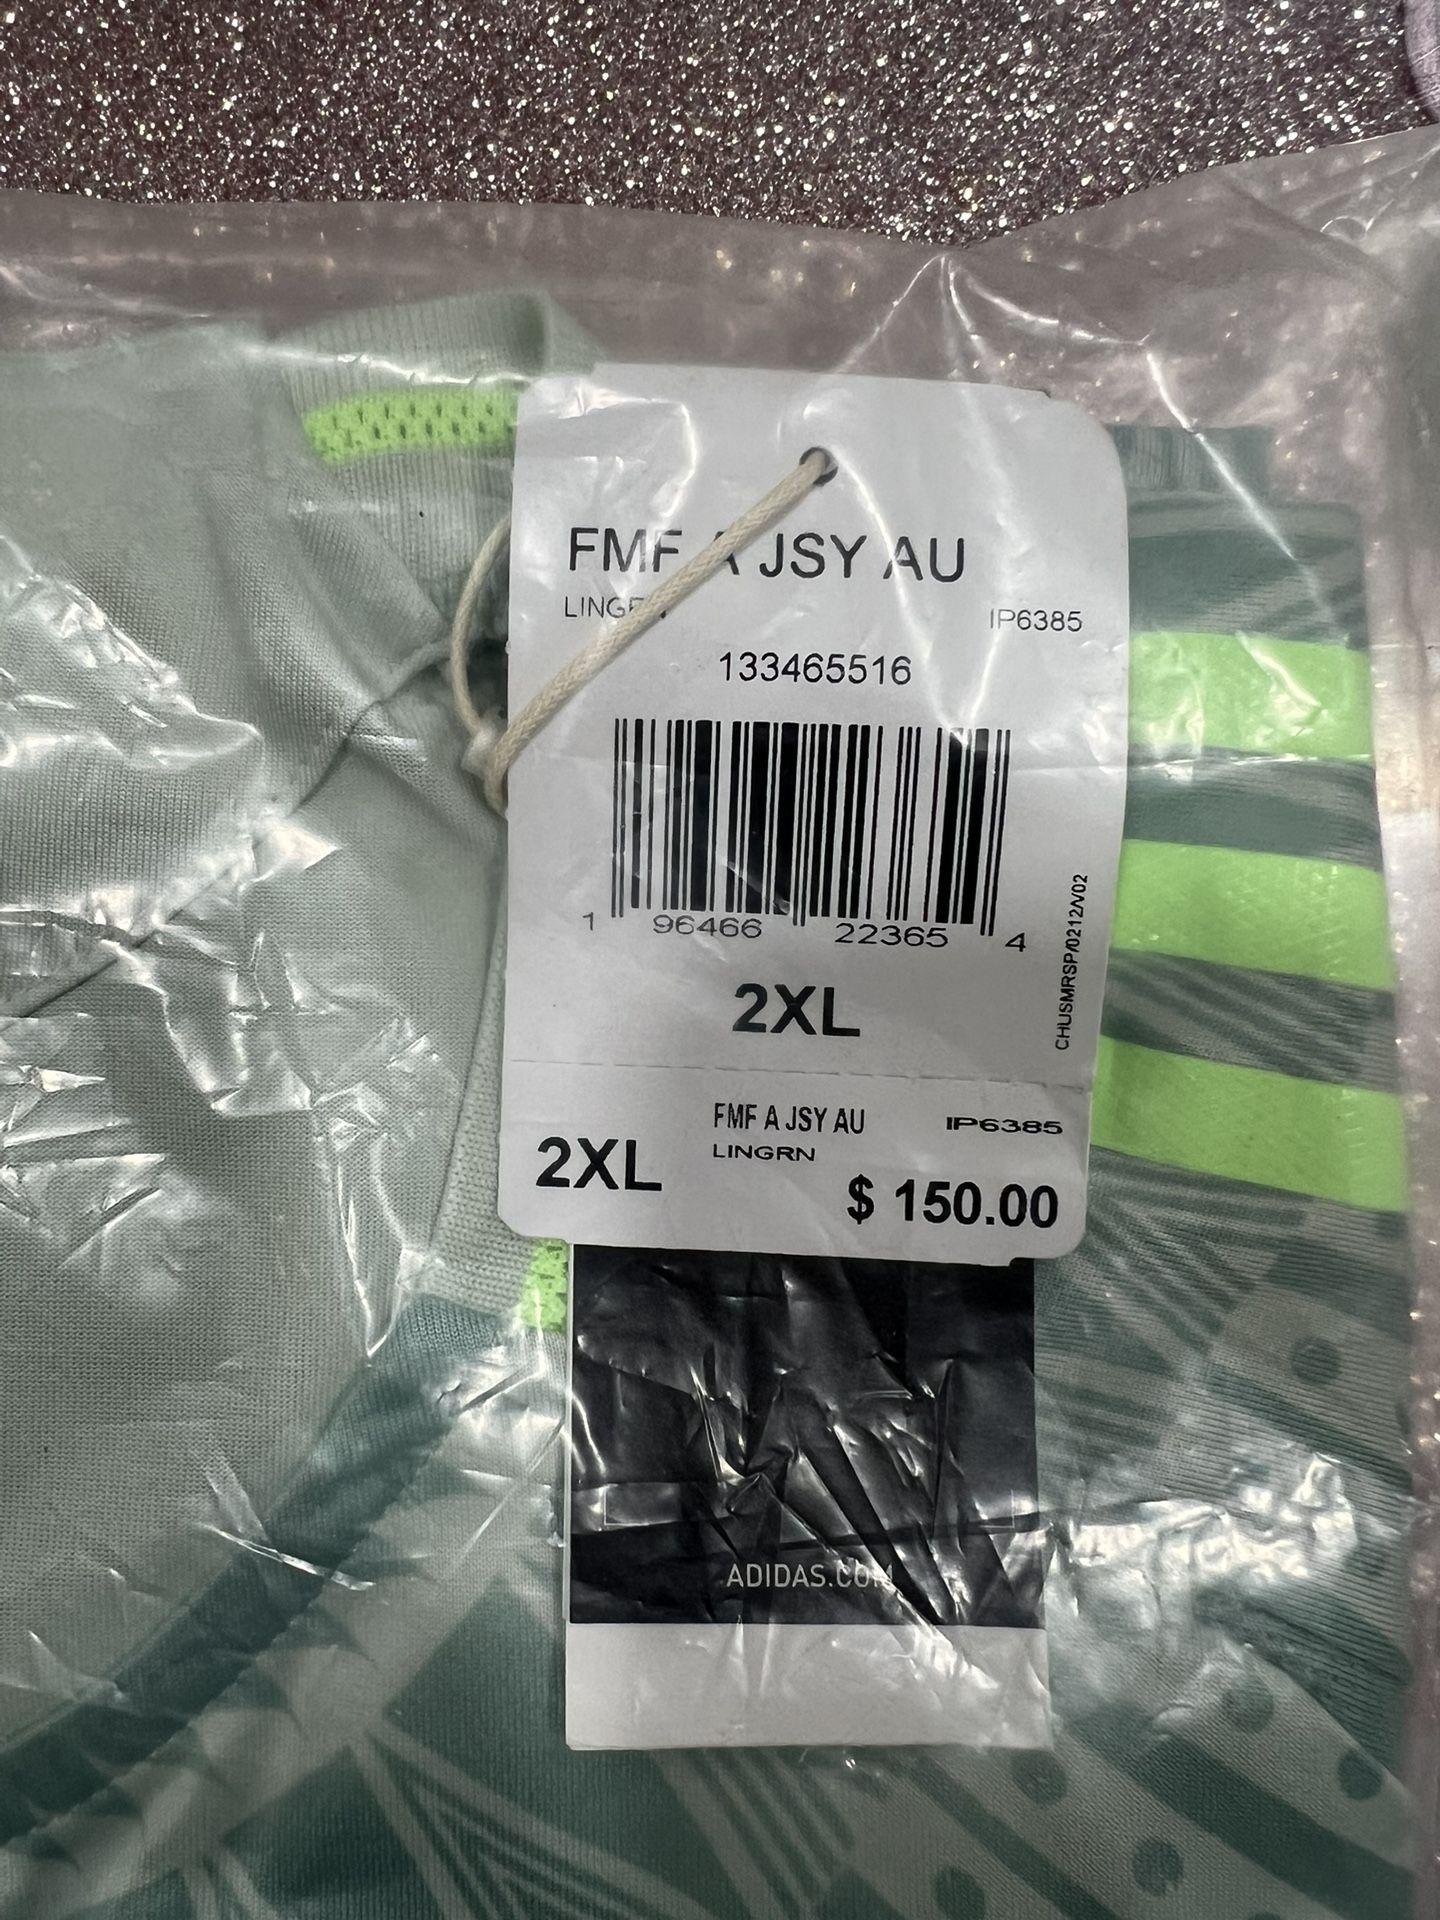 FMF A JSY AU
IP6385
133465516
1 96466 22365 4
CHUSMRSP/0212/V02
2XL
FMF A JSY AU IP6385
LINGRN
2XL
$ 150.00
ADIDAS.COM